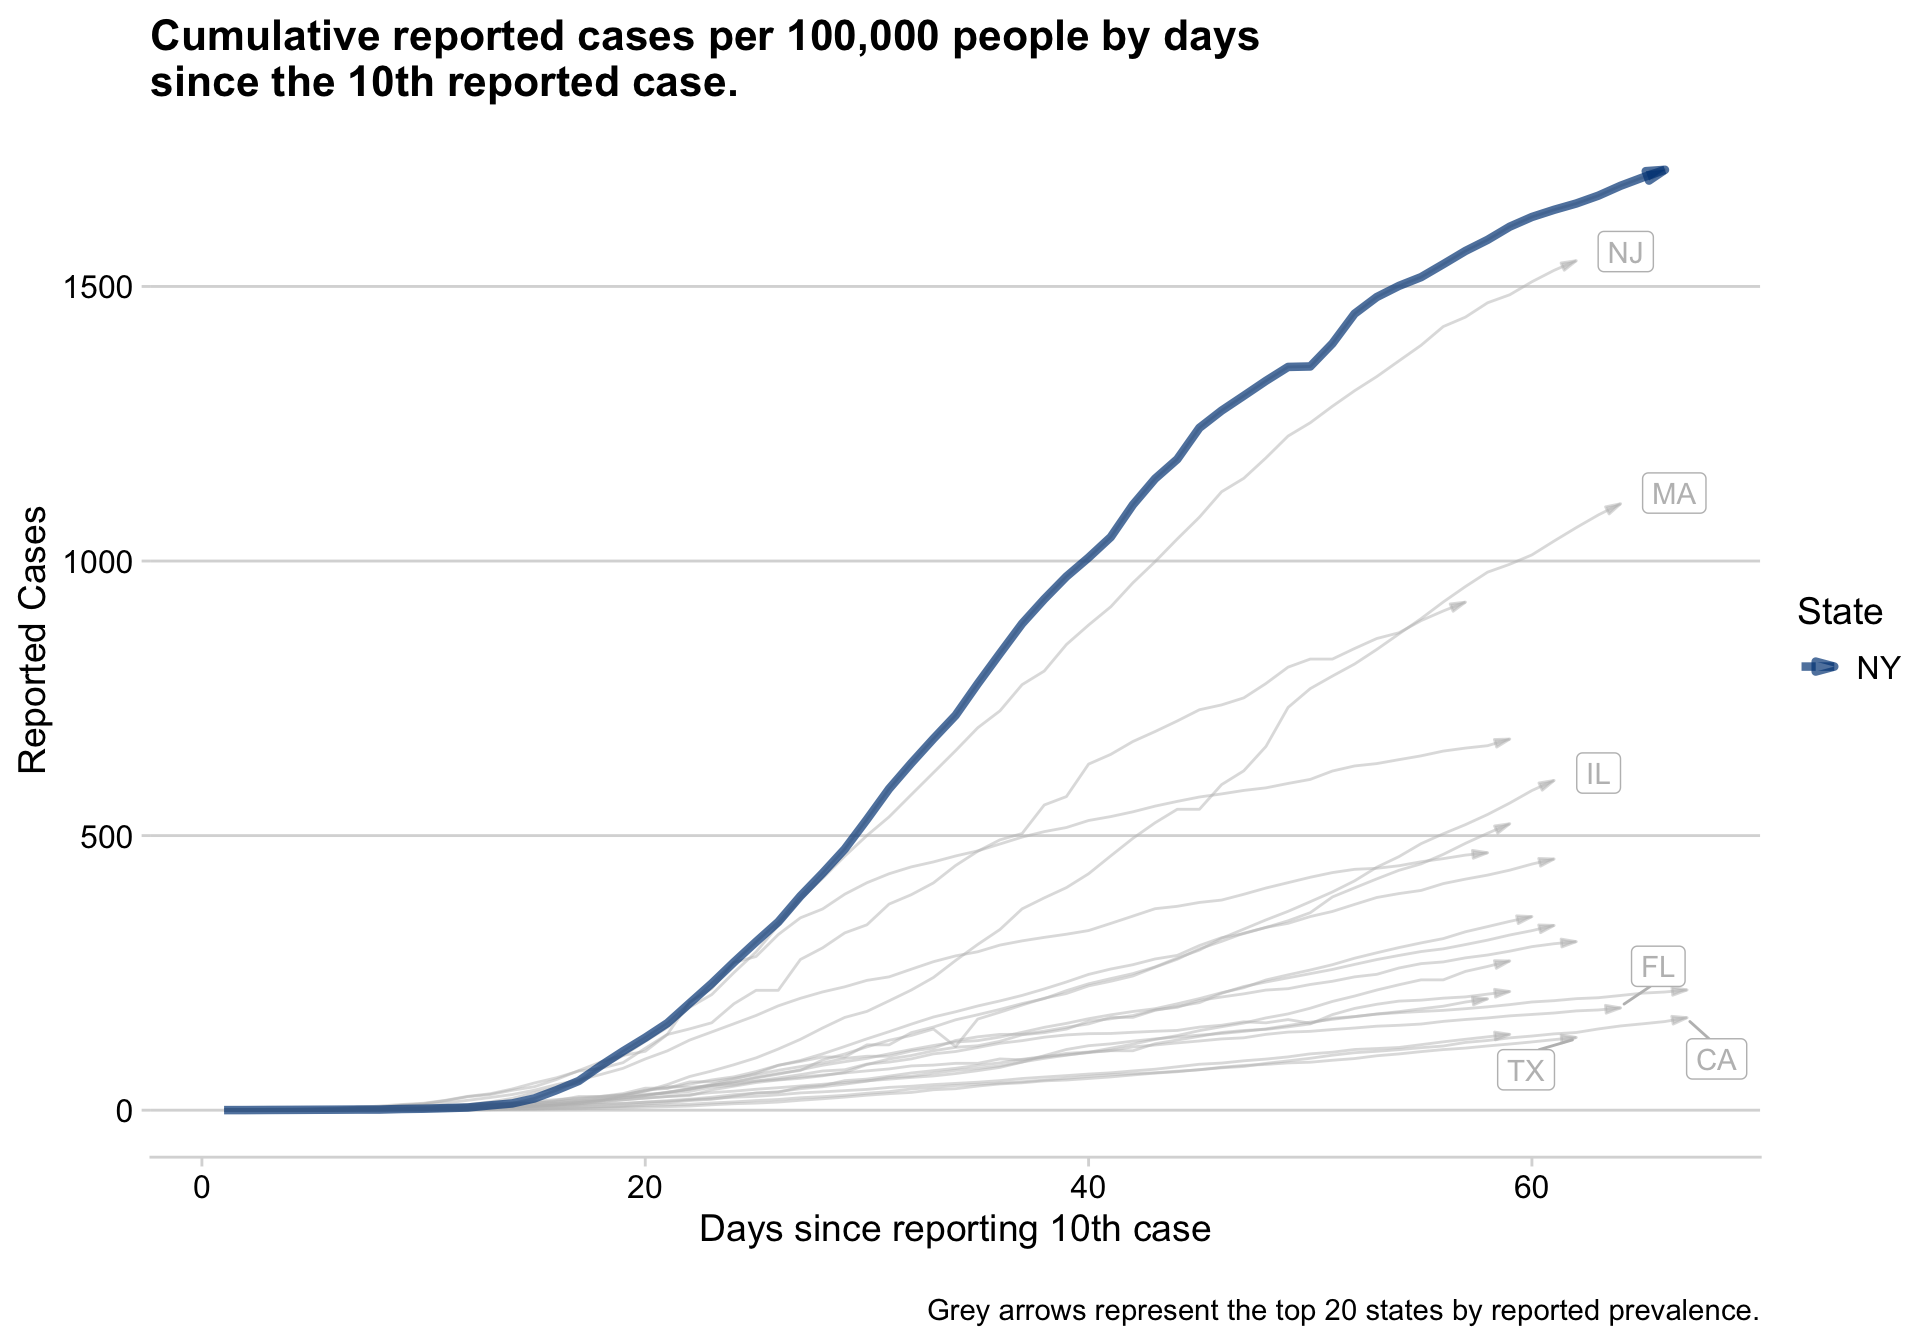 Cumulative reported cases per 100,000 people by days
since the 10th reported case.
NJ
1500
MA
1000
Reported Cases
State
NY
IL
500
FL
CA
TX
0
0 20 40 60
Days since reporting 10th case
Grey arrows represent the top 20 states by reported prevalence.